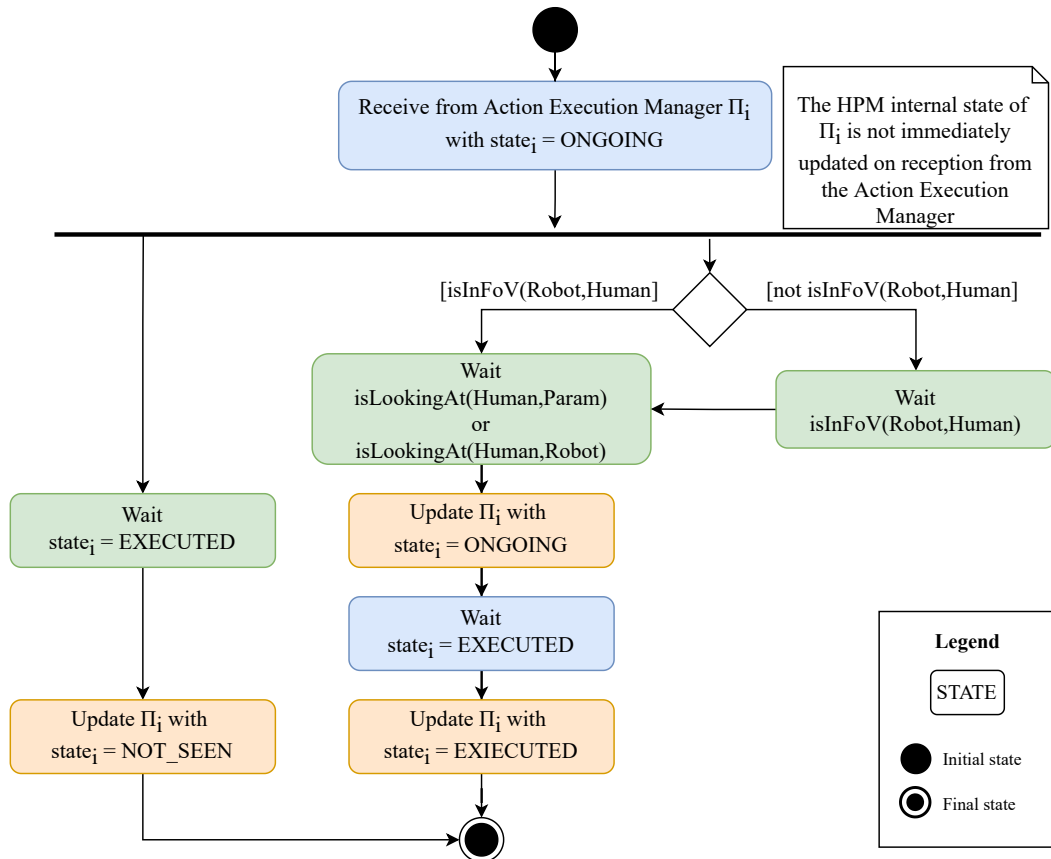 Receive from Action Execution Manager Πi
with statei = ONGOING
The HPM internal state of
Πi is not immediately
updated on reception from
the Action Execution
Manager
[isInFoV(Robot,Human]
[not isInFoV(Robot,Human]
Wait
isLookingAt(Human,Param)
or
isLookingAt(Human,Robot)
Wait
isInFoV(Robot,Human)
Wait
statei = EXECUTED
Update Πi with
statei = ONGOING
Wait
statei = EXECUTED
Update Πi with
statei = NOT_SEEN
Update Πi with
statei = EXIECUTED
Legend
STATE
Initial state
Final state